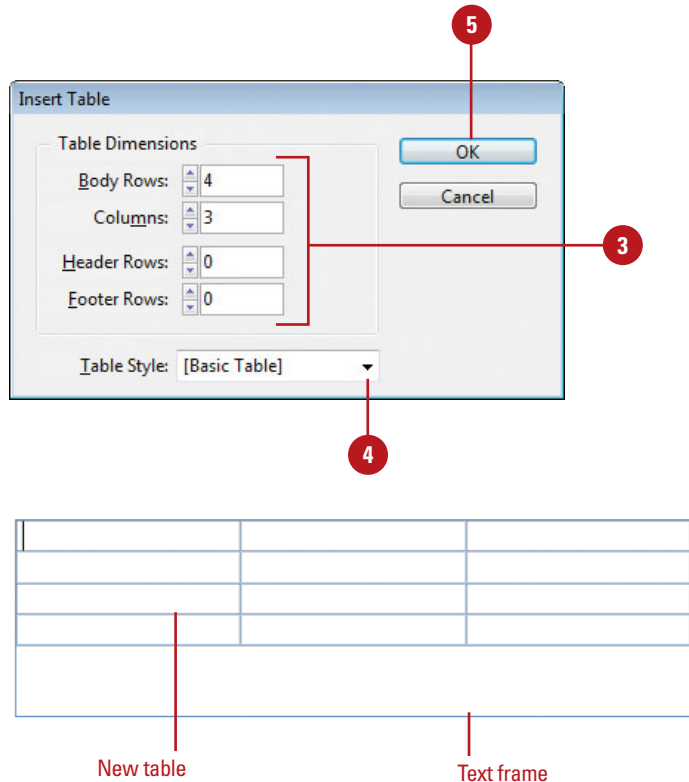 5
Insert Table
Table Dimensions
Body Rows: 4
Columns: 3
Header Rows: 0
Footer Rows: 0
OK
Cancel
3
Table Style: [Basic Table]
4
New table
Text frame